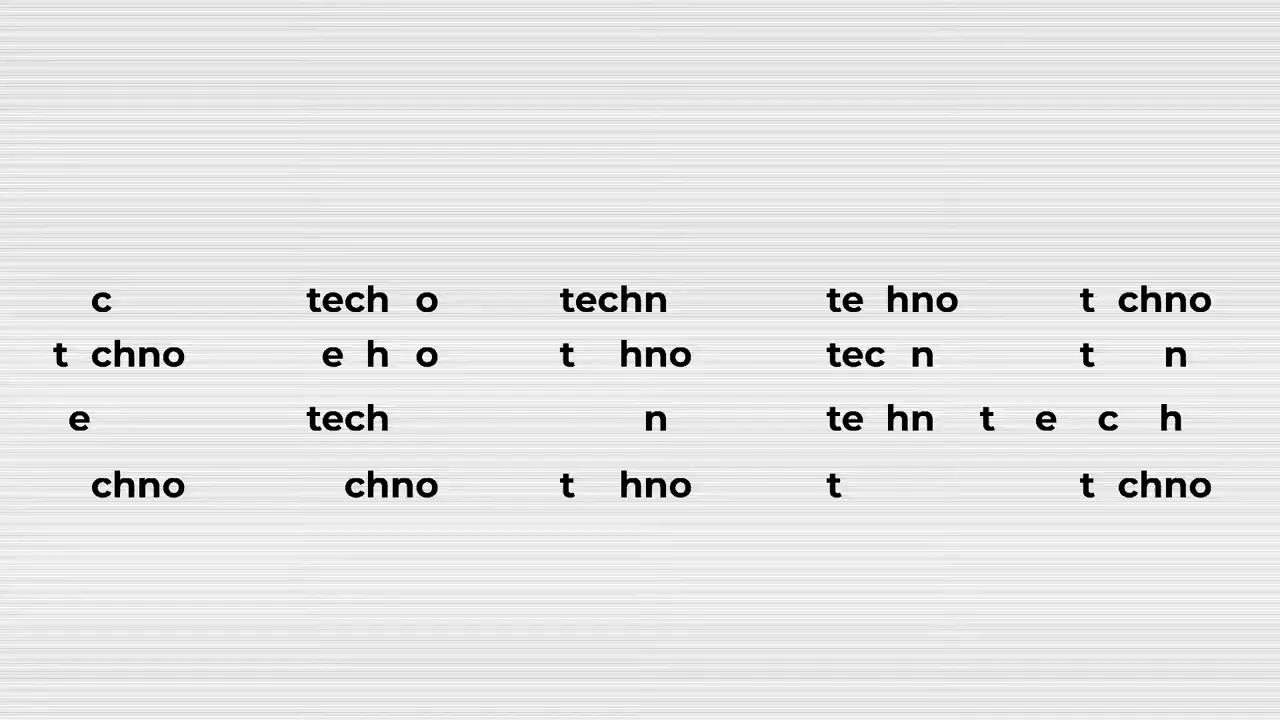 c tech o techn te hno t chno
t chno e h o t hno tec n t n
e tech n te hn t e c h
chno chno t hno t t chno